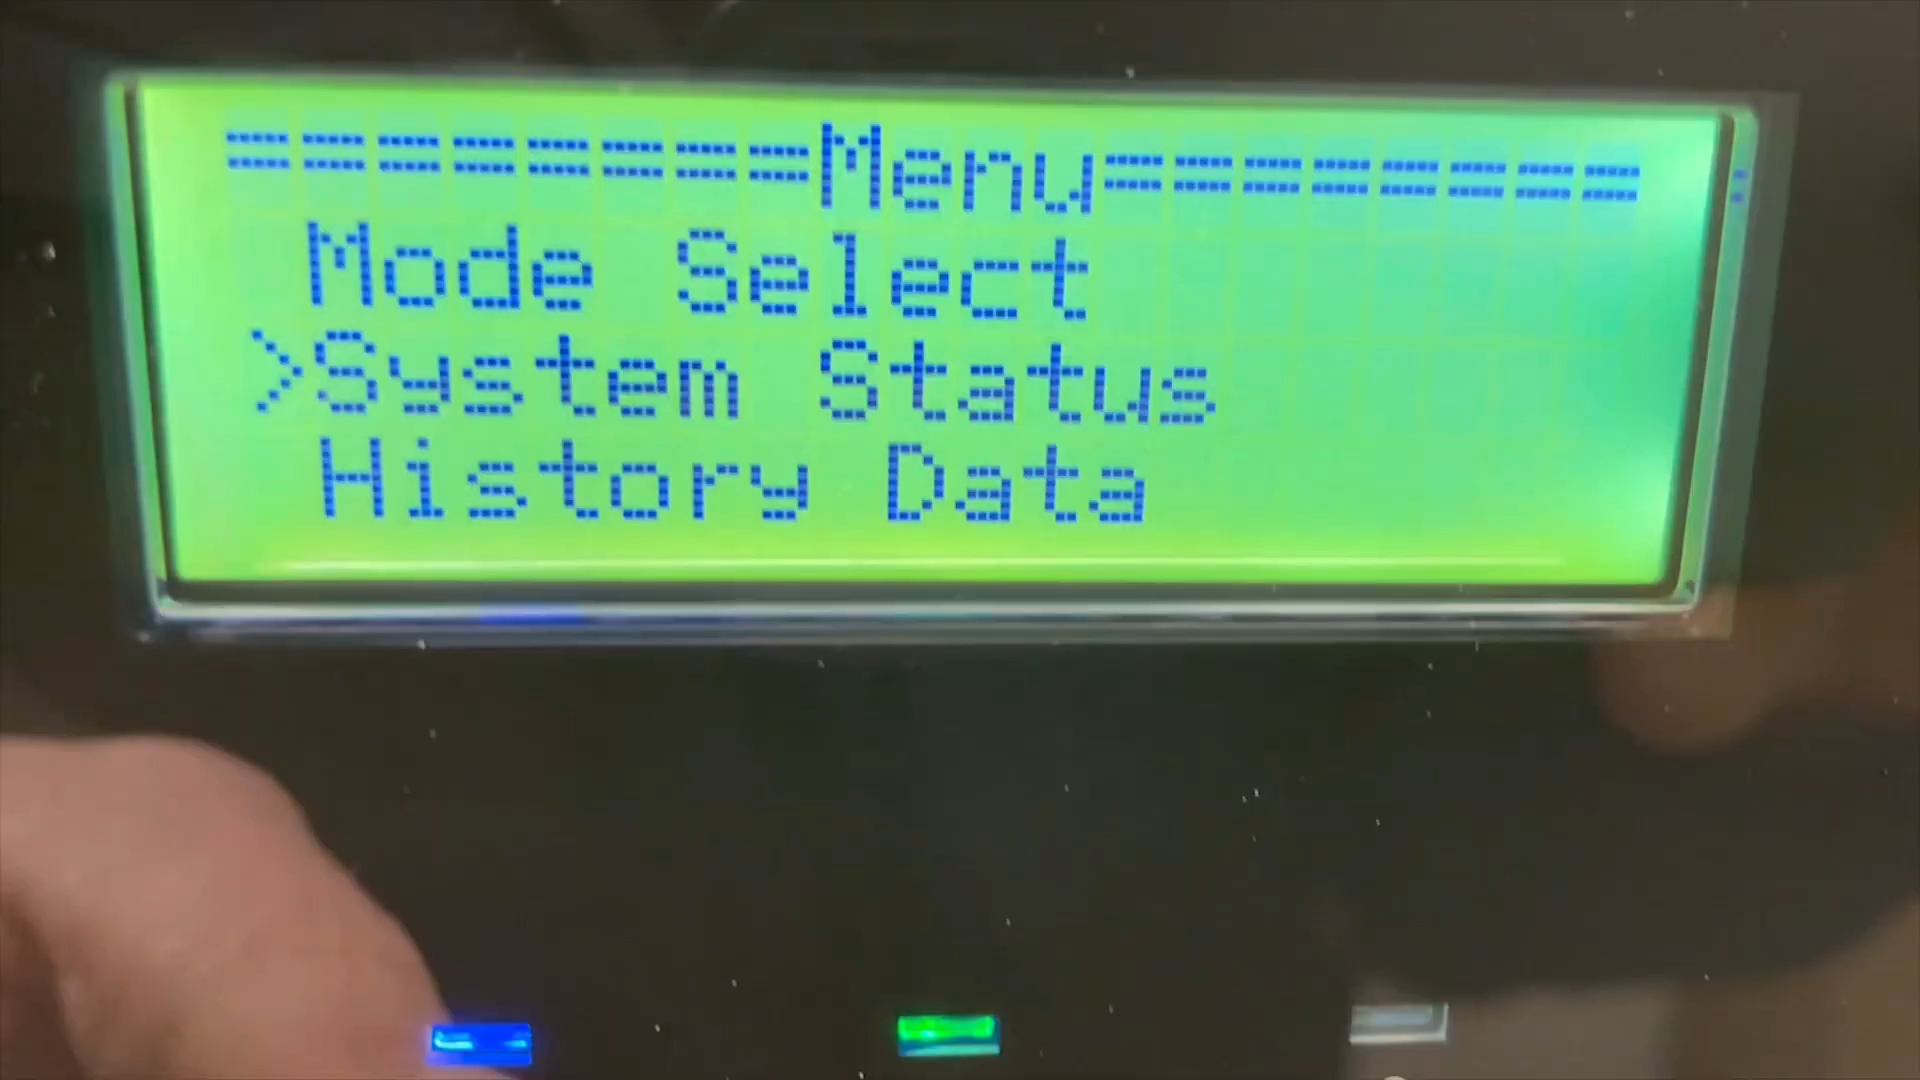 ========Menu========
Mode Select
>System Status
History Data